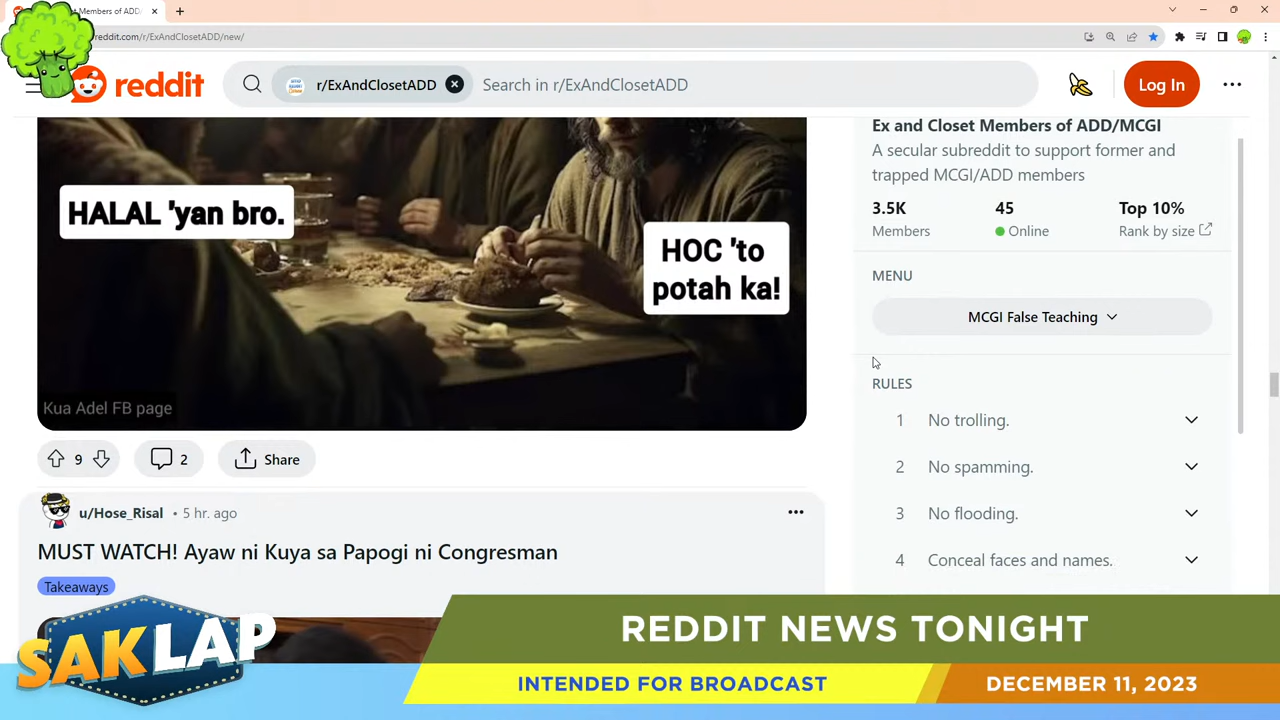 Members of ADD/
reddit.com/r/ExAndClosetADD/new/
reddit
r/ExAndClosetADD
Search in r/ExAndClosetADD
Log In
HALAL 'yan bro.
HOC 'to
potah ka!
Kua Adel FB page
9
2
Share
u/Hose_Risal • 5 hr. ago
MUST WATCH! Ayaw ni Kuya sa Papogi ni Congresman
Takeaways
Ex and Closet Members of ADD/MCGI
A secular subreddit to support former and
trapped MCGI/ADD members
3.5K 45 Top 10%
Members Online Rank by size
MENU
MCGI False Teaching
RULES
1 No trolling.
2 No spamming.
3 No flooding.
4 Conceal faces and names.
SAKLAP
REDDIT NEWS TONIGHT
INTENDED FOR BROADCAST
DECEMBER 11, 2023